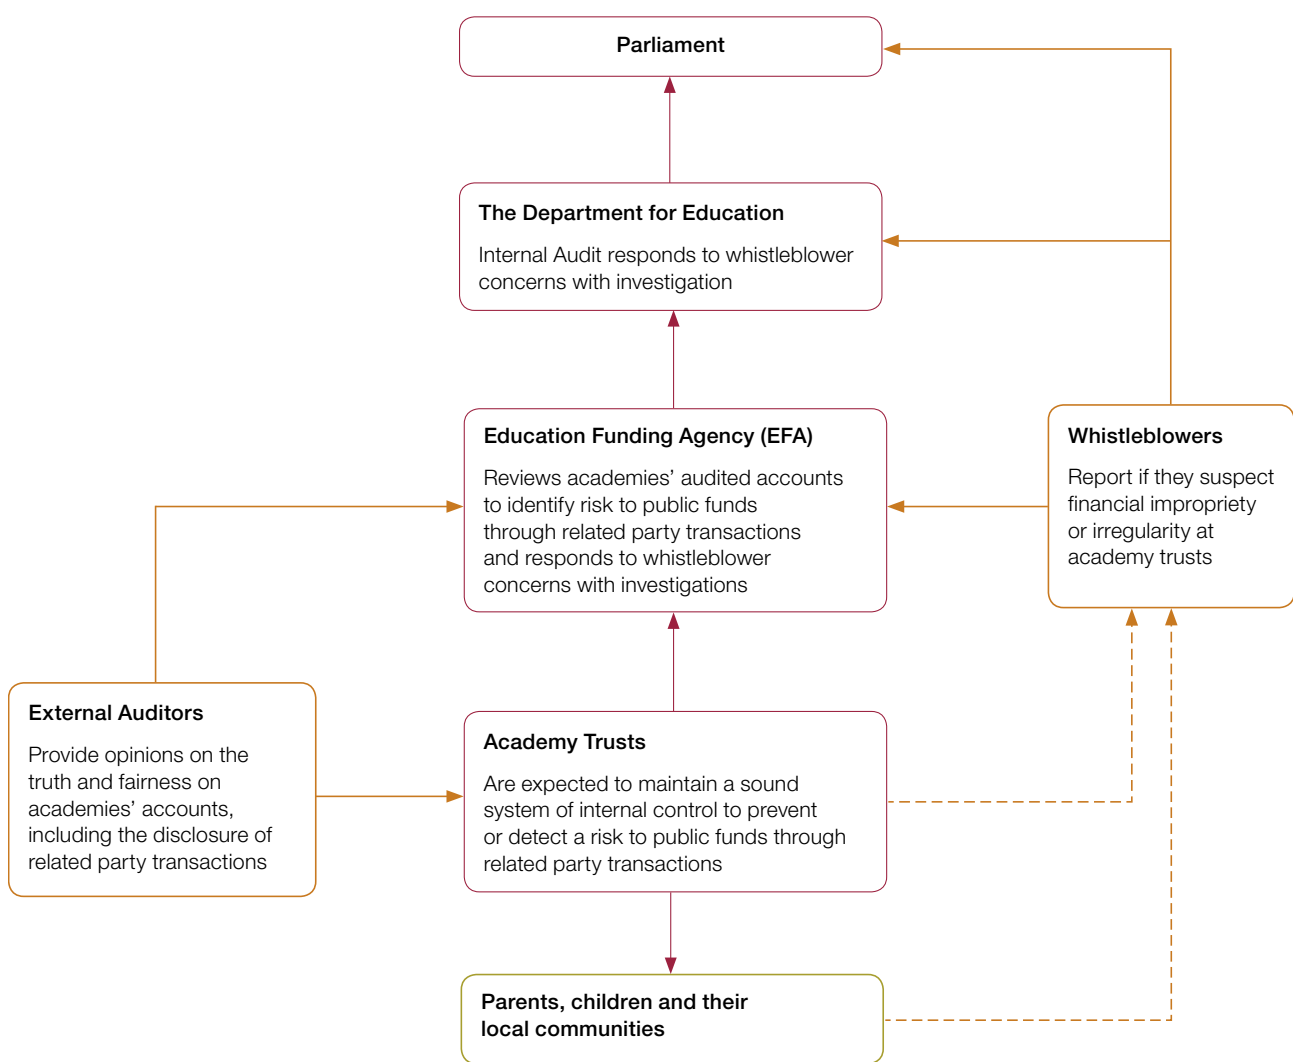 Parliament
The Department for Education
Internal Audit responds to whistleblower
concerns with investigation
Education Funding Agency (EFA)
Reviews academies’ audited accounts
to identify risk to public funds
through related party transactions
and responds to whistleblower
concerns with investigations
Whistleblowers
Report if they suspect
financial impropriety
or irregularity at
academy trusts
External Auditors
Provide opinions on the
truth and fairness on
academies’ accounts,
including the disclosure of
related party transactions
Academy Trusts
Are expected to maintain a sound
system of internal control to prevent
or detect a risk to public funds through
related party transactions
Parents, children and their
local communities